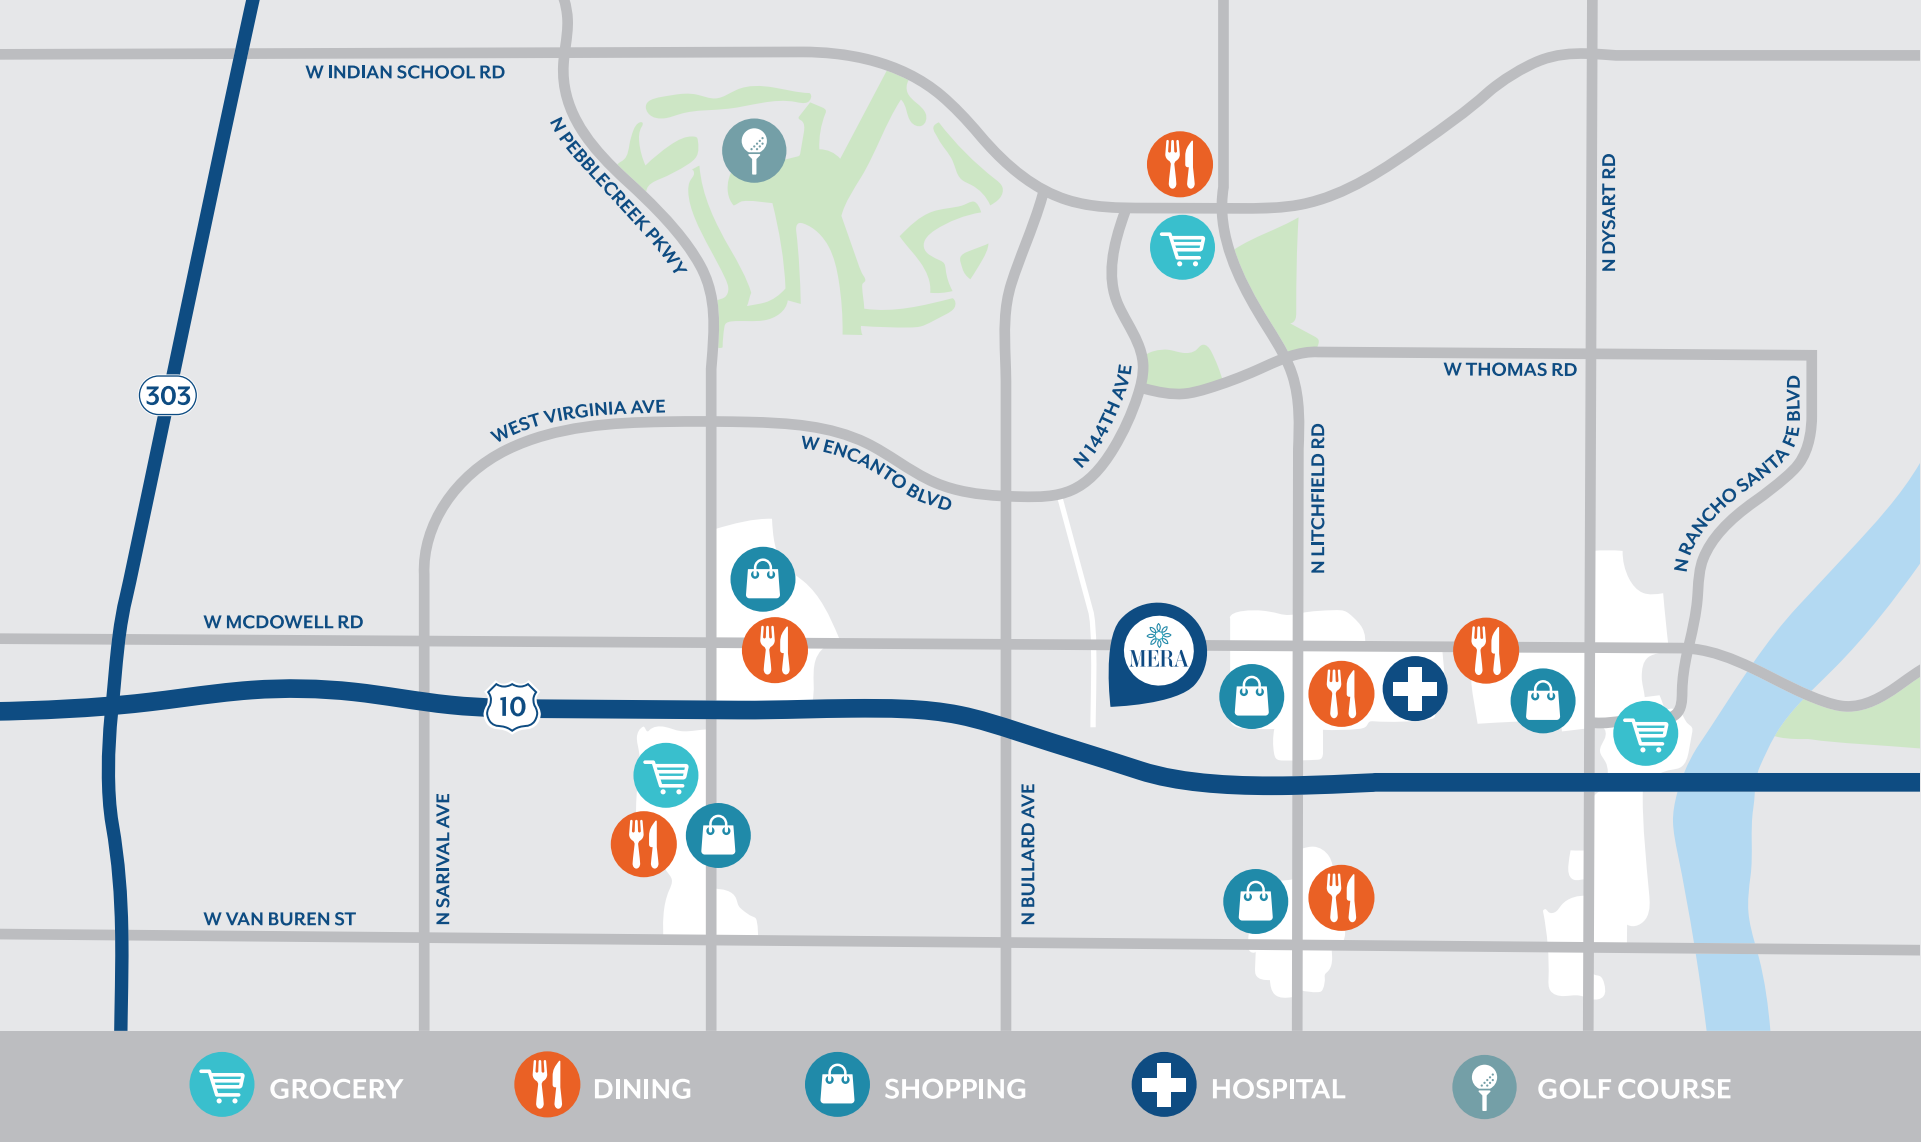 W INDIAN SCHOOL RD
N PEBBLECREEK PKWY
N DYSART RD
303
WEST VIRGINIA AVE
W ENCANTO BLVD
N 144TH AVE
W THOMAS RD
N LITCHFIELD RD
N RANCHO SANTA FE BLVD
W MCDOWELL RD
MERA
10
N SARIVAL AVE
N BULLARD AVE
W VAN BUREN ST
GROCERY
DINING
SHOPPING
HOSPITAL
GOLF COURSE